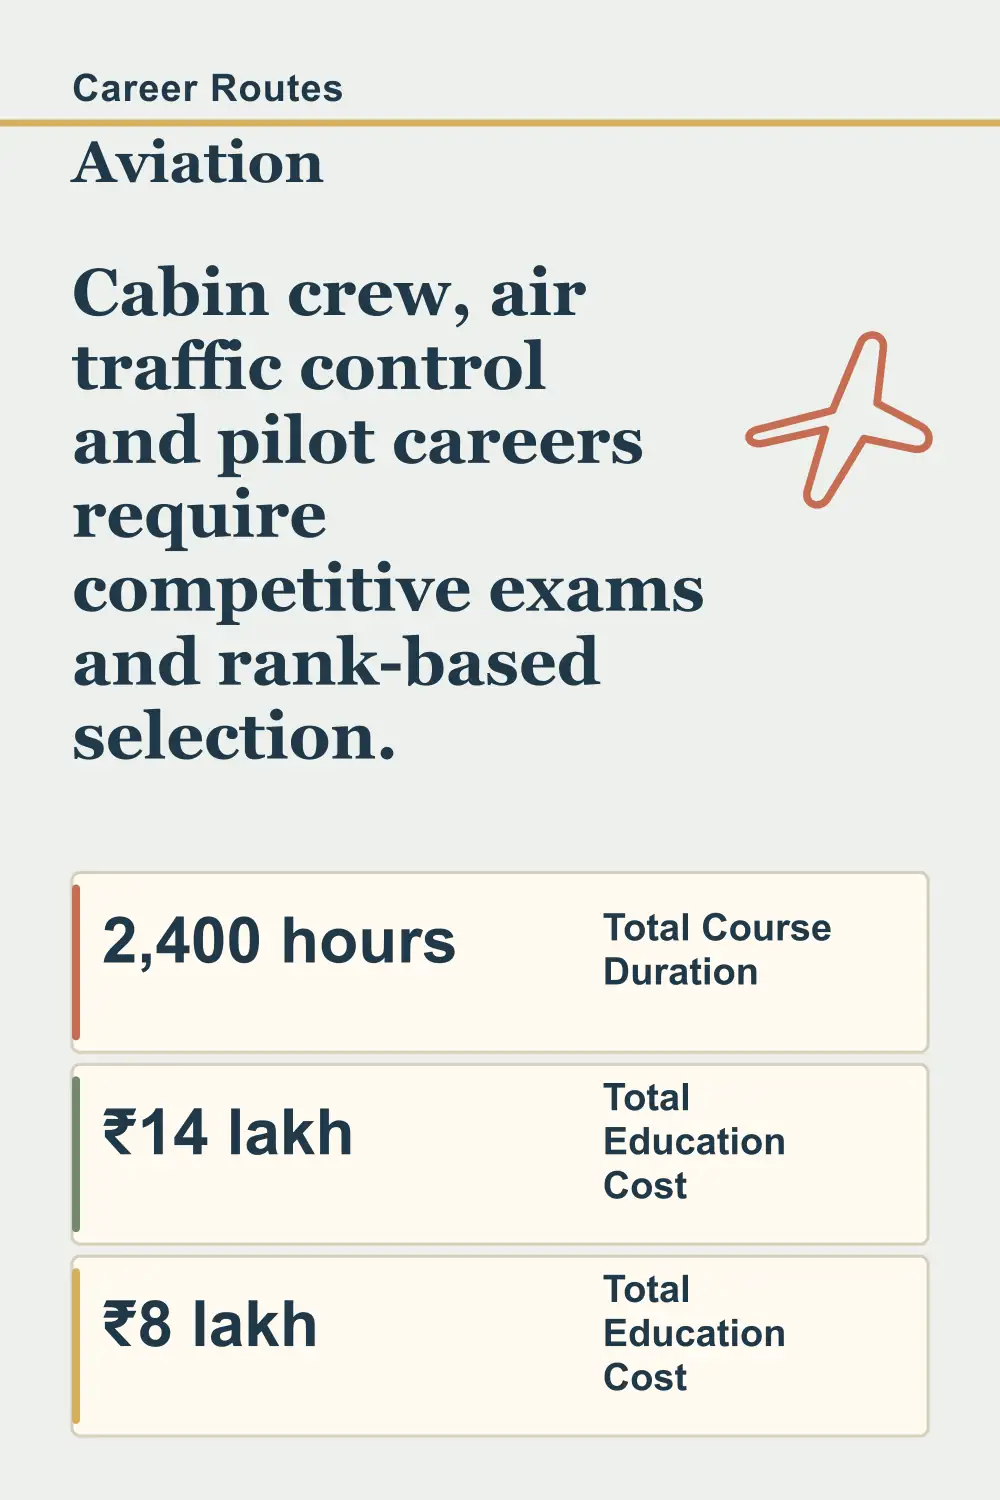 Career Routes
Aviation
Cabin crew, air
traffic control
and pilot careers
require
competitive exams
and rank-based
selection.
2,400 hours
Total Course
Duration
₹14 lakh
Total
Education
Cost
₹8 lakh
Total
Education
Cost